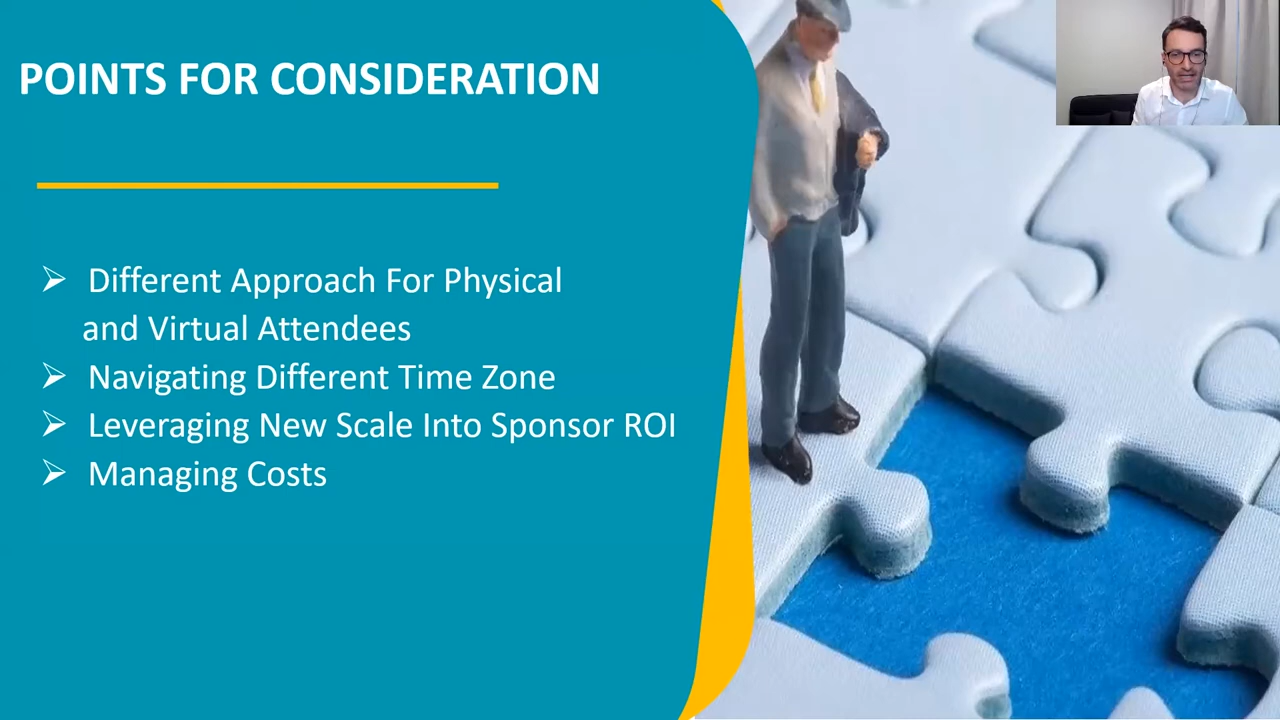 POINTS FOR CONSIDERATION
➢ Different Approach For Physical
and Virtual Attendees
➢ Navigating Different Time Zone
➢ Leveraging New Scale Into Sponsor ROI
➢ Managing Costs